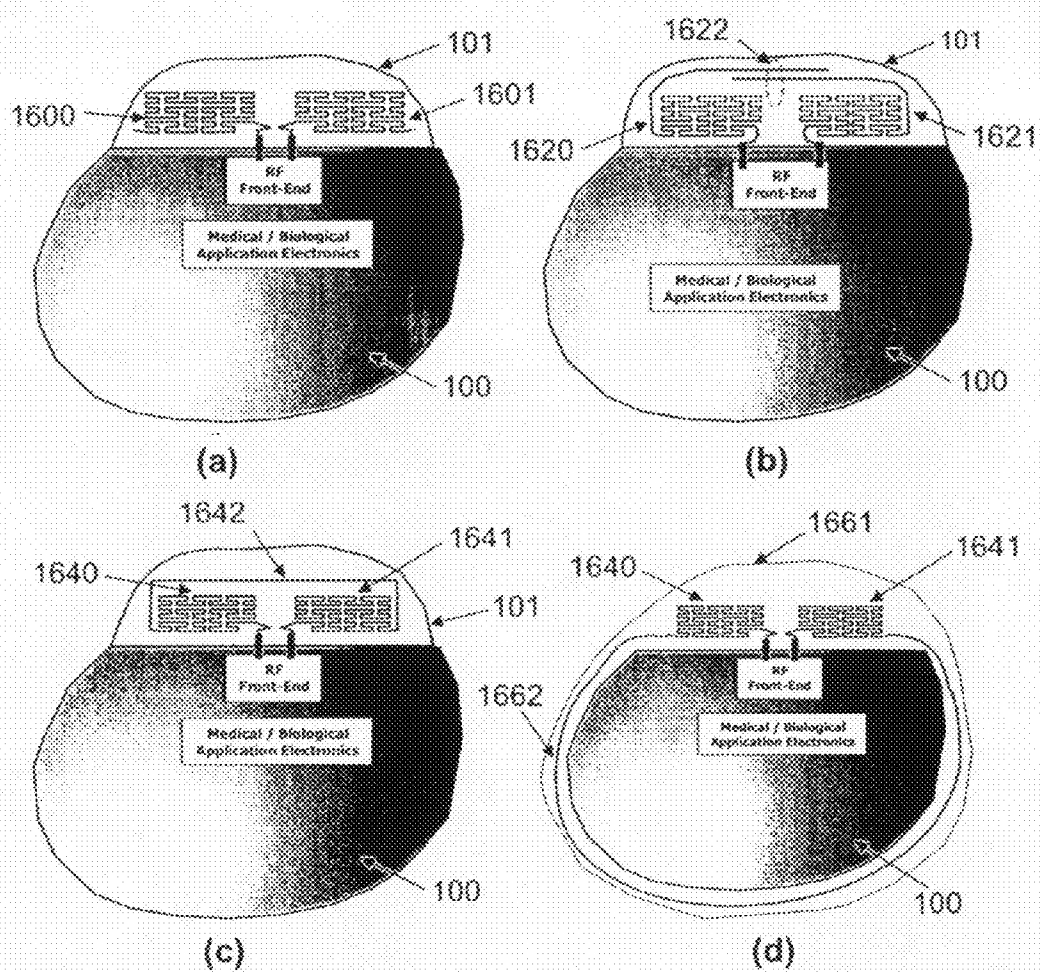 101
1600
1601
RF
Front-End
Medical / Biological
Application Electronics
100
(a)
1622
101
1620
1621
RF
Front-End
Medical / Biological
Application Electronics
100
(b)
1642
1640
1641
101
RF
Front-End
Medical / Biological
Application Electronics
100
(c)
1661
1640
1641
1662
RF
Front-End
Medical / Biological
Application Electronics
100
(d)